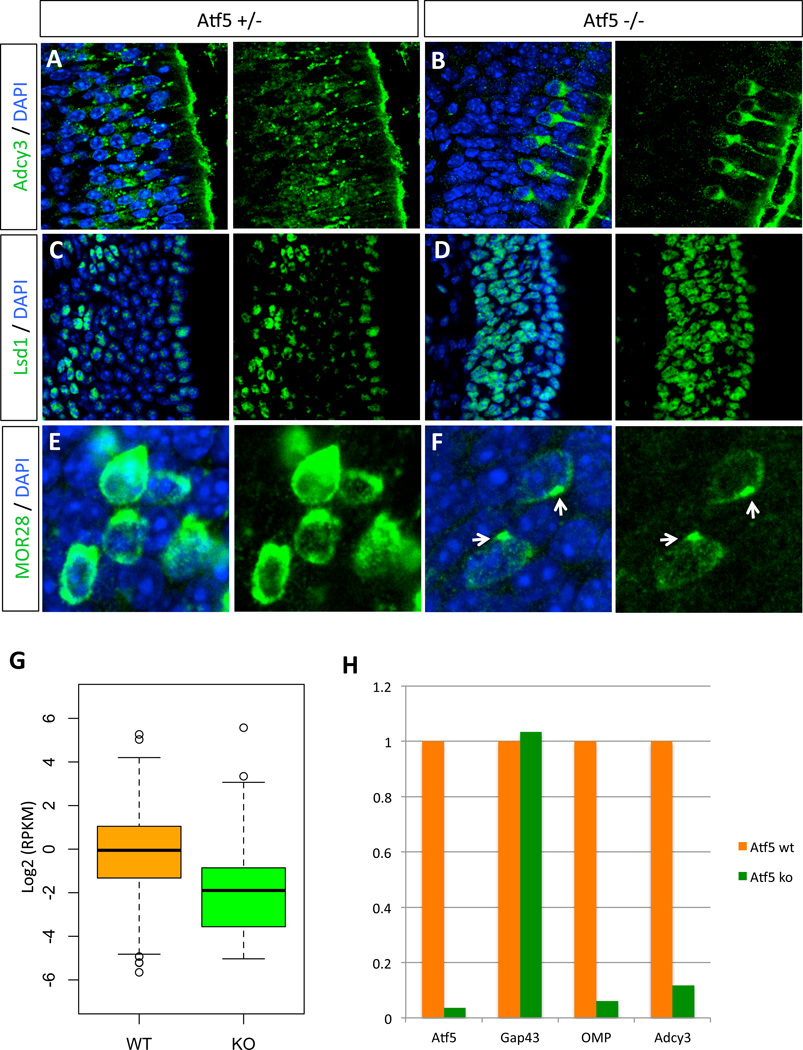 Atf5 +/-
Atf5 -/-
Adcy3 / DAPI
A
B
Lsd1 / DAPI
C
D
MOR28 / DAPI
E
F
G
Log2 (RPKM)
6
4
2
0
-2
-4
-6
WT
KO
H
1.2
1
0.8
0.6
0.4
0.2
0
Atf5
Gap43
OMP
Adcy3
Atf5 wt
Atf5 ko